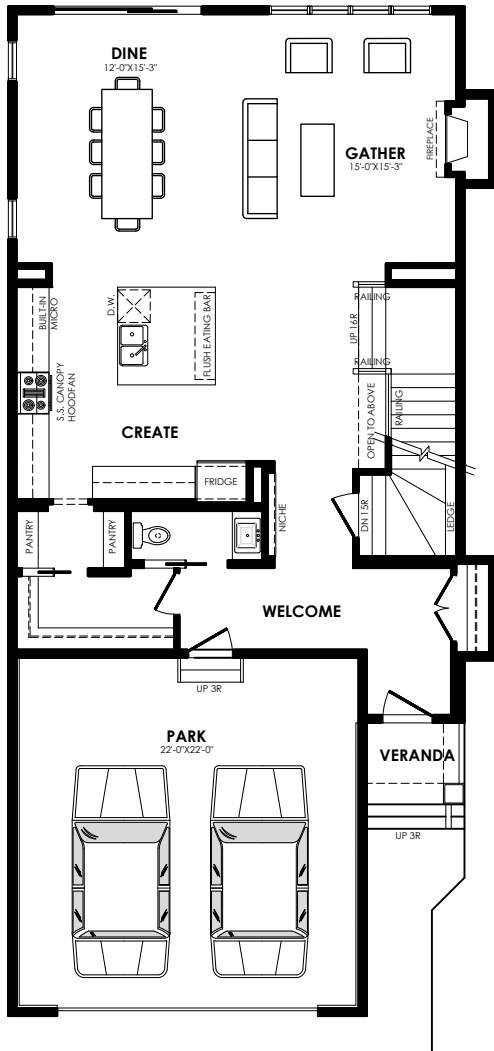 DINE
12'-0"X15'-3"
GATHER
15'-0"X15'-3"
FIREPLACE
BUILT-IN
MICRO
D.W.
FLUSH EATING BAR
RAILING
UP 16R
RAILING
S.S. CANOPY
HOODFAN
OPEN TO ABOVE
RAILING
CREATE
FRIDGE
NICHE
DN 15R
LEDGE
PANTRY
PANTRY
WELCOME
UP 3R
PARK
22'-0"X22'-0"
VERANDA
UP 3R